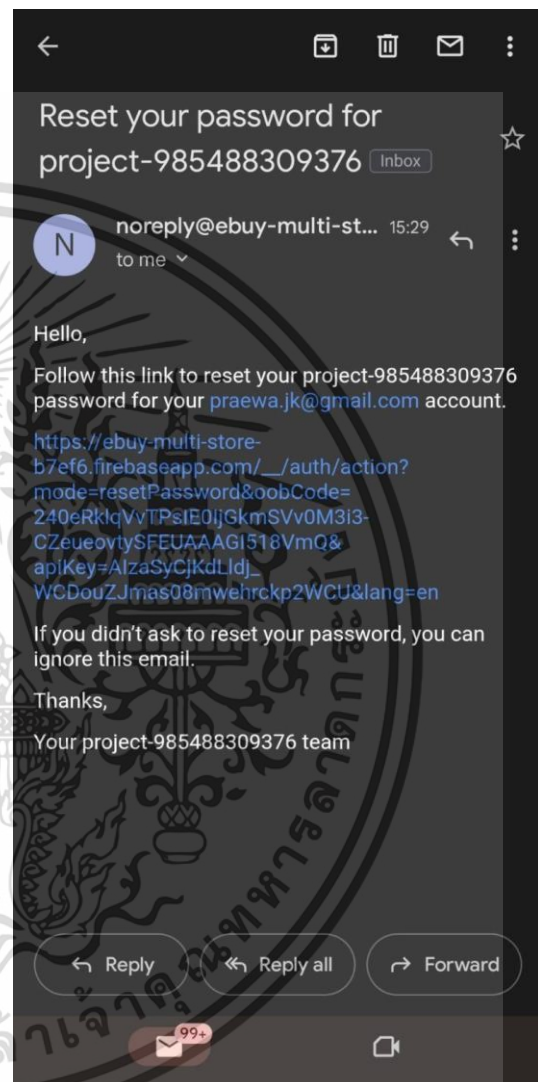 Reset your password for
project-985488309376 Inbox
N
noreply@ebuy-multi-st... 15:29
to me
Hello,
Follow this link to reset your project-985488309376
password for your praewa.jk@gmail.com account.
https://ebuy-multi-store-
b7ef6.firebaseapp.com/__/auth/action?
mode=resetPassword&oobCode=
240eRklqVvTPsIE0ljGkmSVv0M3i3-
CZeueovtySFEUAAAGI518VmQ&
apiKey=AIzaSyCjKdLIdj_
WCDouZJmas08mwehrckp2WCU&lang=en
If you didn't ask to reset your password, you can
ignore this email.
Thanks,
Your project-985488309376 team
Reply
Reply all
Forward
99+